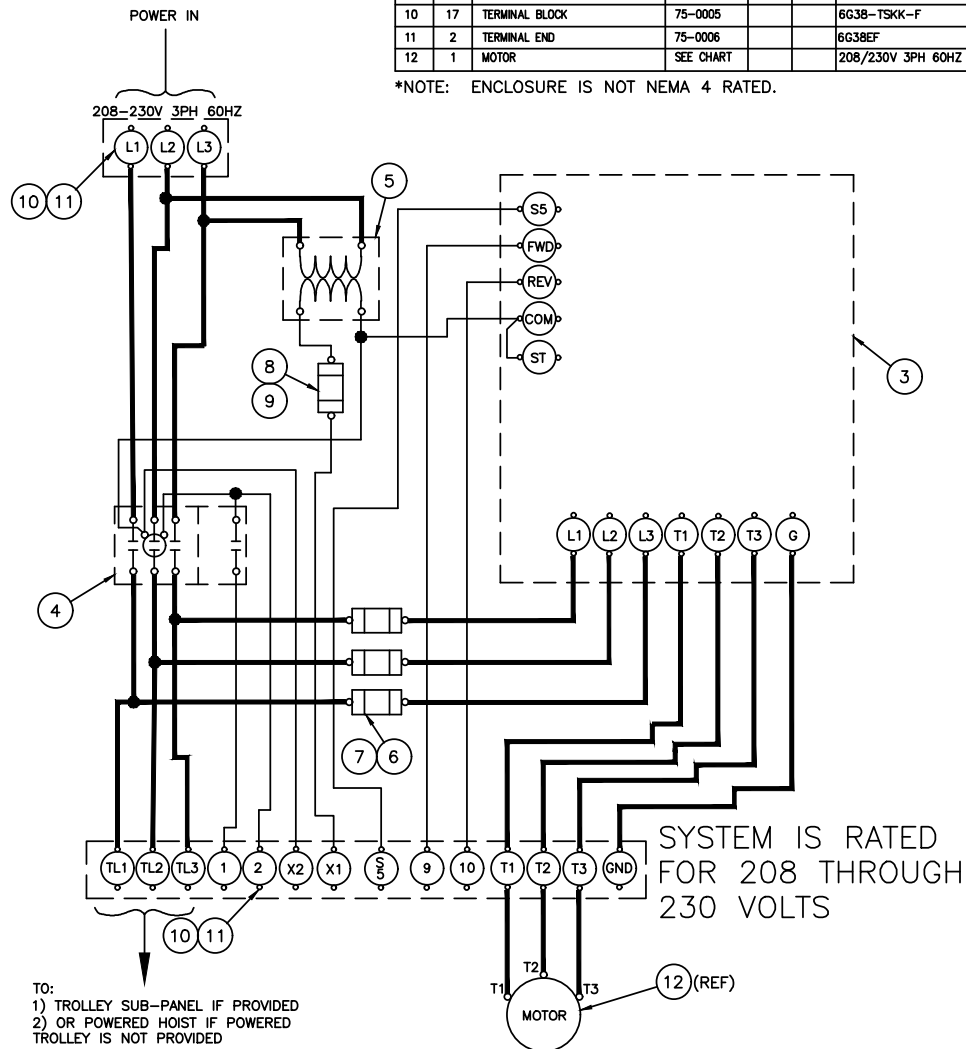 POWER IN
10 17 TERMINAL BLOCK 75-0005 6G38-TSKK-F
11 2 TERMINAL END 75-0006 6G38EF
12 1 MOTOR SEE CHART 208/230V 3PH 60HZ
*NOTE: ENCLOSURE IS NOT NEMA 4 RATED.
208-230V 3PH 60HZ
L1 L2 L3
10 11
5
S5
FWD
REV
COM
ST
8
9
3
4
L1 L2 L3 T1 T2 T3 G
7 6
SYSTEM IS RATED
FOR 208 THROUGH
230 VOLTS
TL1 TL2 TL3 1 2 X2 X1 S5 9 10 T1 T2 T3 GND
10 11
T1 T2 T3
MOTOR
12 (REF)
TO:
1) TROLLEY SUB-PANEL IF PROVIDED
2) OR POWERED HOIST IF POWERED
TROLLEY IS NOT PROVIDED